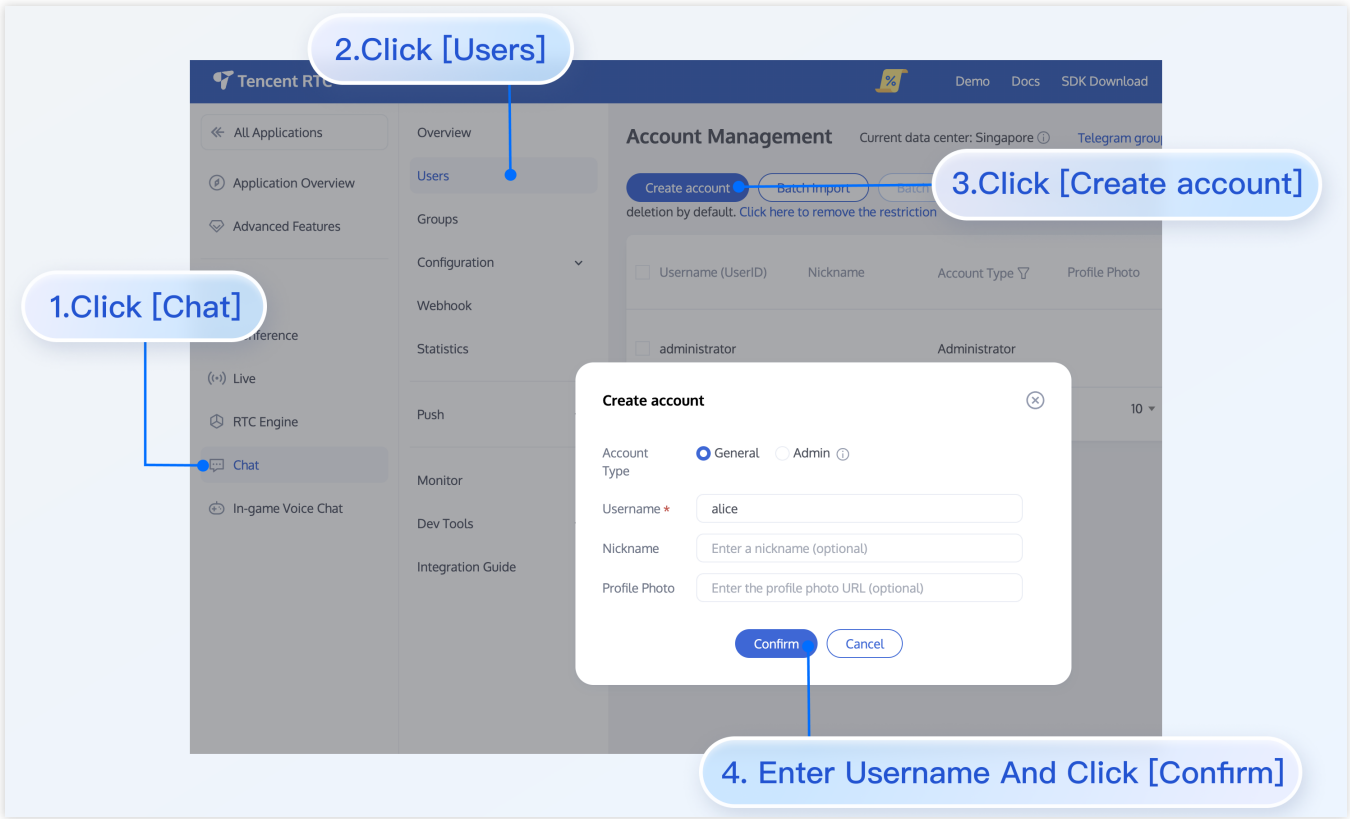 2.Click [Users]
Tencent RTC
Demo
Docs
SDK Download
All Applications
Application Overview
Advanced Features
1.Click [Chat]
Live
RTC Engine
Chat
In-game Voice Chat
Overview
Users
Groups
Configuration
Webhook
Statistics
Push
Monitor
Dev Tools
Integration Guide
Account Management
Current data center: Singapore
Telegram
3.Click [Create account]
Create account
Batch Import
Batch
deletion by default. Click here to remove the restriction
Username (UserID)
Nickname
Account Type
Profile Photo
administrator
Administrator
10
Create account
Account
Type
General
Admin
Username *
alice
Nickname
Enter a nickname (optional)
Profile Photo
Enter the profile photo URL (optional)
Confirm
Cancel
4. Enter Username And Click [Confirm]